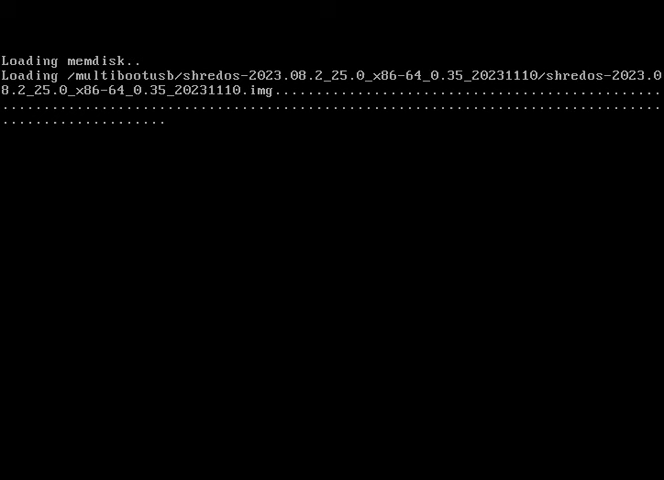 Loading memdisk..
Loading /multibootusb/shredos-2023.08.2_25.0_x86-64_0.35_20231110/shredos-2023.0
8.2_25.0_x86-64_0.35_20231110.img...............................................
................................................................................
....................